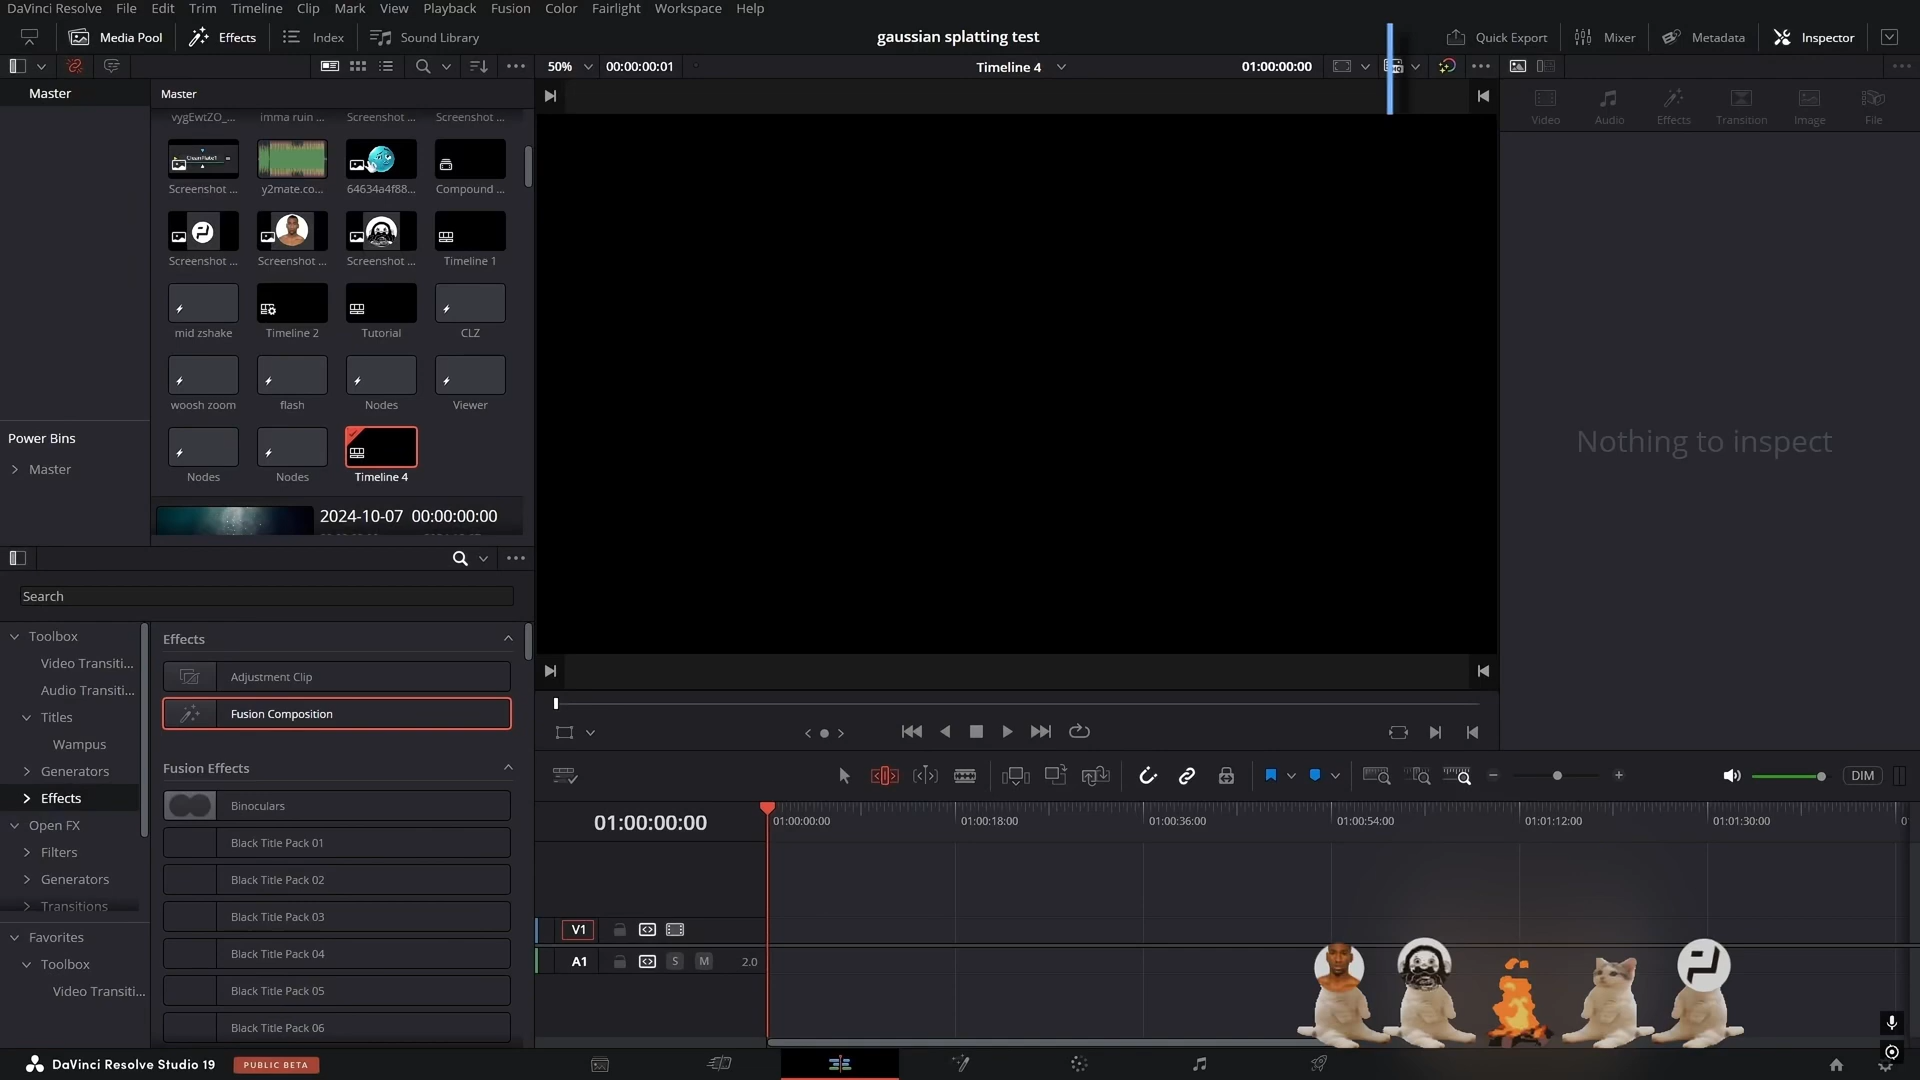 DaVinci Resolve File Edit Trim Timeline Clip Mark View Playback Fusion Color Fairlight Workspace Help
Media Pool Effects Index Sound Library
gaussian splatting test
Quick Export Mixer Metadata Inspector
50% 00:00:00:01
Timeline 4
01:00:00:00
Master
Master
vygEwtZO_... imma ruin ... Screenshot ... Screenshot ...
Screenshot ... y2mate.co... 64634a4f88... Compound ...
Screenshot ... Screenshot ... Screenshot ... Timeline 1
mid zshake Timeline 2 Tutorial CLZ
woosh zoom flash Nodes Viewer
Nodes Nodes Timeline 4
Power Bins
Master
2024-10-07 00:00:00:00
Video Audio Effects Transition Image File
Nothing to inspect
Search
Toolbox
Video Transiti...
Audio Transiti...
Titles
Wampus
Generators
Effects
Open FX
Filters
Generators
Transitions
Favorites
Toolbox
Video Transiti...
Effects
Adjustment Clip
Fusion Composition
Fusion Effects
Binoculars
Black Title Pack 01
Black Title Pack 02
Black Title Pack 03
Black Title Pack 04
Black Title Pack 05
Black Title Pack 06
DIM
01:00:00:00
01:00:00:00 01:00:18:00 01:00:36:00 01:00:54:00 01:01:12:00 01:01:30:00
V1
A1 S M 2.0
DaVinci Resolve Studio 19 PUBLIC BETA